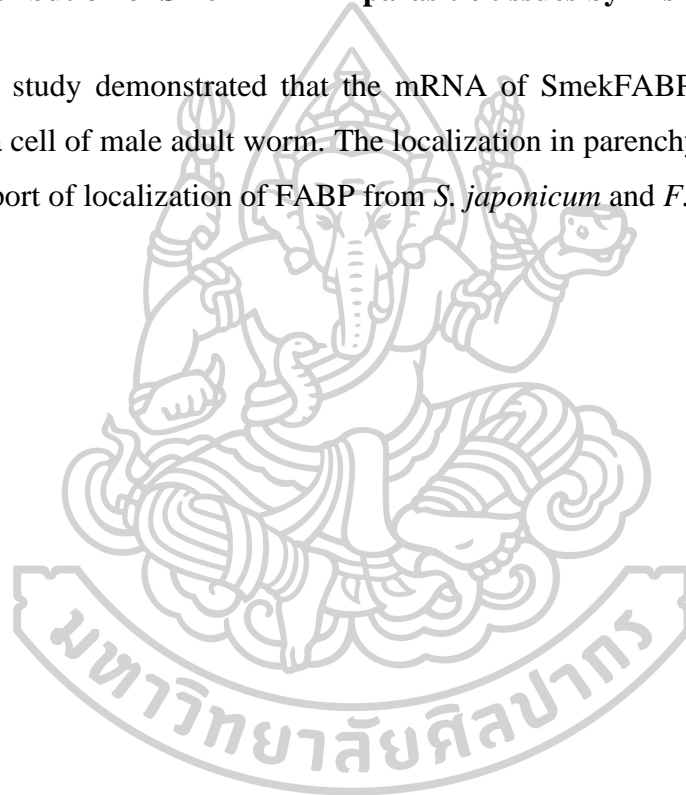 study demonstrated that the mRNA of SmekFABP
cell of male adult worm. The localization in parenchy
port of localization of FABP from S. japonicum and F.
มหาวิทยาลัยศิลปากร